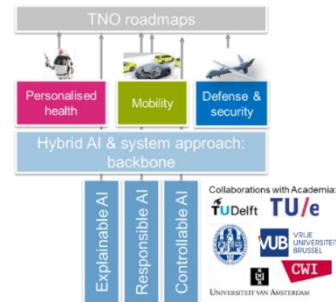 TNO roadmaps
Personalised
health
Mobility
Defense &
security
Hybrid AI & system approach:
backbone
Explainable AI
Responsible AI
Controllable AI
Collaborations with Academia:
TUDelft
TU/e
VUB
VRIJE
UNIVERSITEIT
BRUSSEL
CWI
UNIVERSITEIT VAN AMSTERDAM